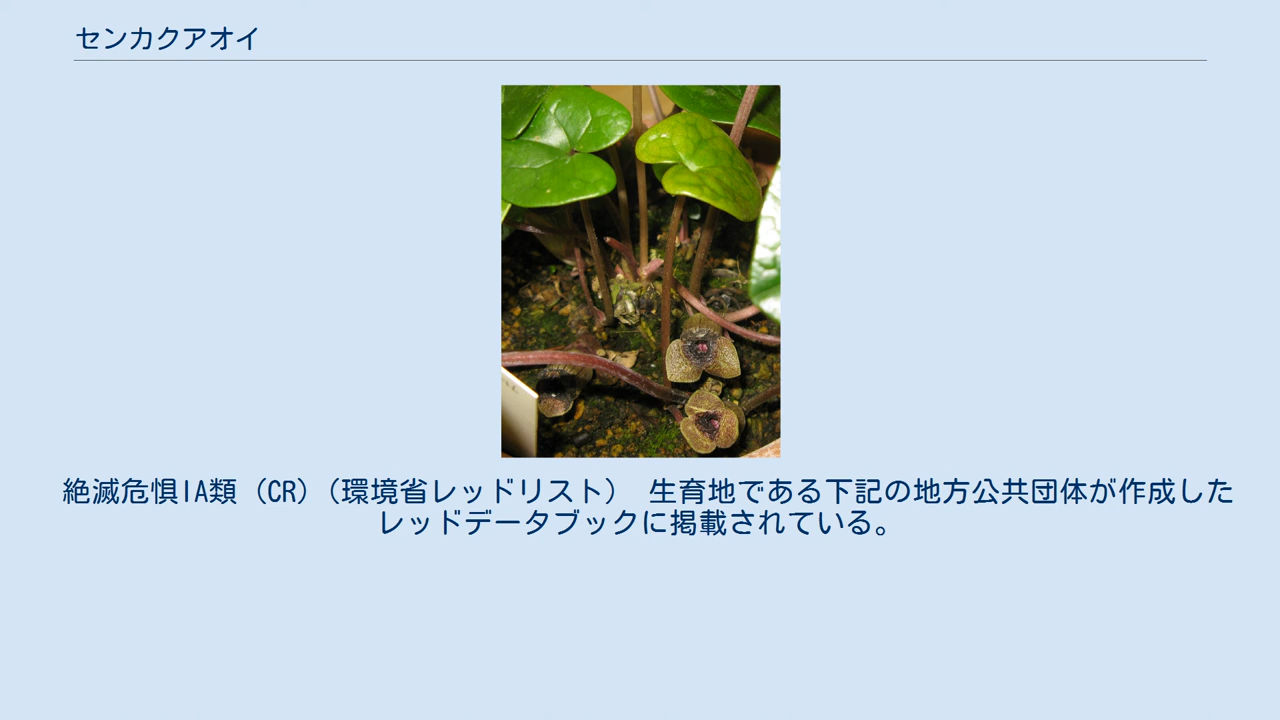 センカクアオイ
絶滅危惧IA類 (CR)（環境省レッドリスト） 生育地である下記の地方公共団体が作成した
レッドデータブックに掲載されている。